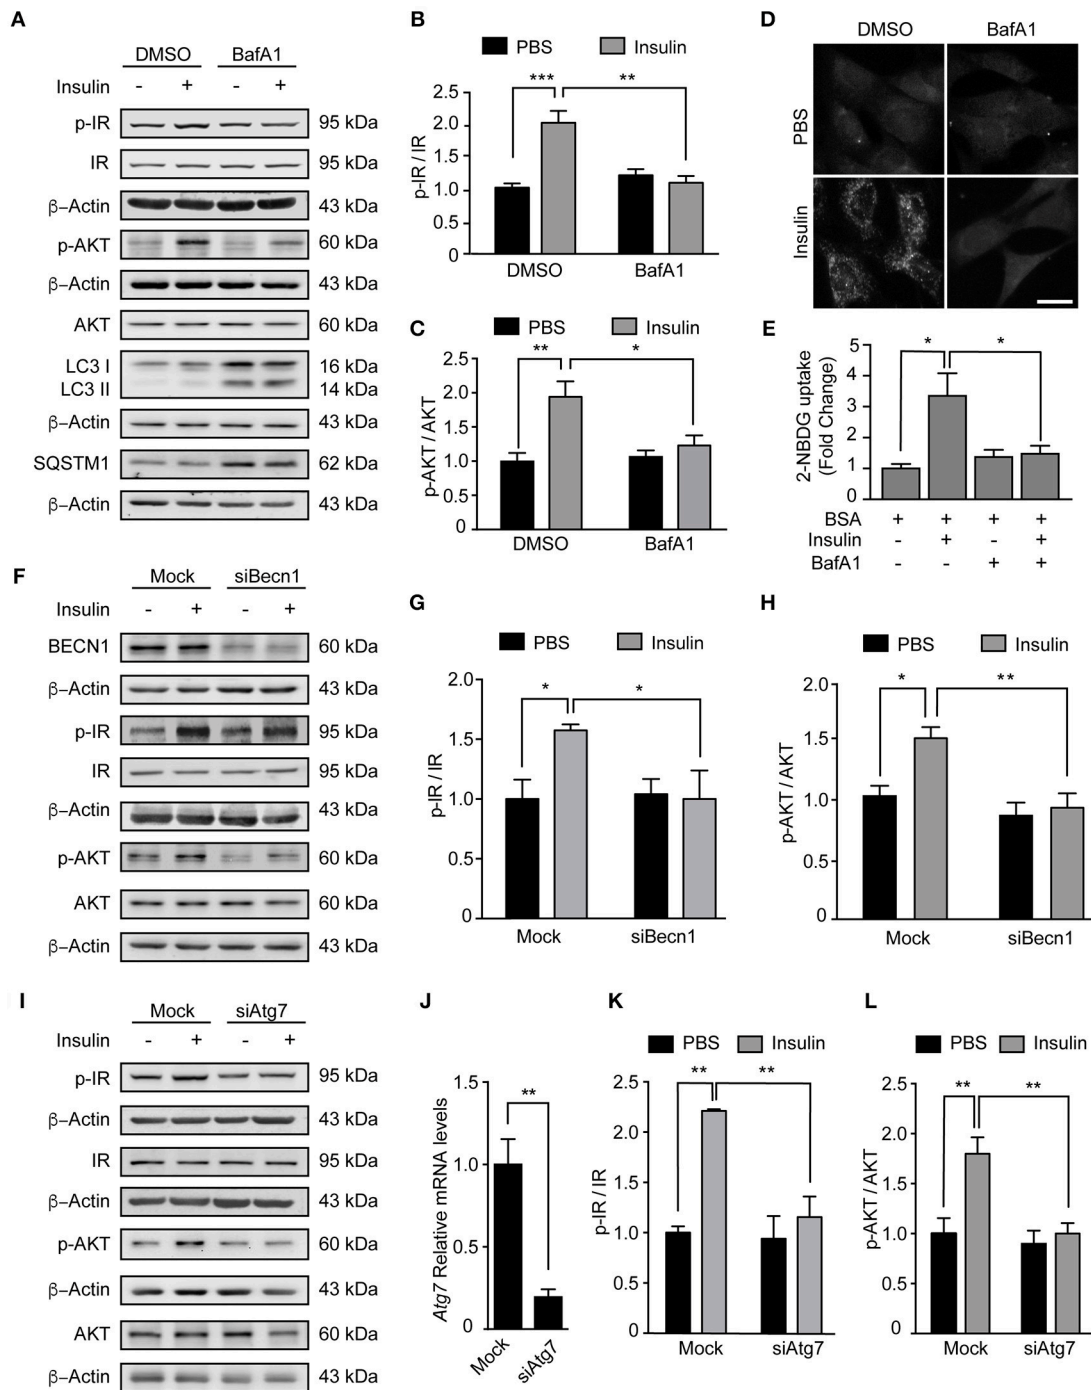 A
DMSO BafA1
Insulin - + - +
p-IR 95 kDa
IR 95 kDa
β–Actin 43 kDa
p-AKT 60 kDa
β–Actin 43 kDa
AKT 60 kDa
LC3 I 16 kDa
LC3 II 14 kDa
β–Actin 43 kDa
SQSTM1 62 kDa
β–Actin 43 kDa
B
PBS Insulin
*** **
2.5
2.0
1.5
1.0
0.5
0
p-IR / IR
DMSO BafA1
C
PBS Insulin
** *
2.5
2.0
1.5
1.0
0.5
0
p-AKT / AKT
DMSO BafA1
D
DMSO BafA1
PBS
Insulin
E
* *
5
4
3
2
1
0
2-NBDG uptake
(Fold Change)
BSA + + + +
Insulin - + - +
BafA1 - - + +
F
Mock siBecn1
Insulin - + - +
BECN1 60 kDa
β–Actin 43 kDa
p-IR 95 kDa
IR 95 kDa
β–Actin 43 kDa
p-AKT 60 kDa
AKT 60 kDa
β–Actin 43 kDa
G
PBS Insulin
* *
2.0
1.5
1.0
0.5
0
p-IR / IR
Mock siBecn1
H
PBS Insulin
* **
2.0
1.5
1.0
0.5
0
p-AKT / AKT
Mock siBecn1
I
Mock siAtg7
Insulin - + - +
p-IR 95 kDa
β–Actin 43 kDa
IR 95 kDa
β–Actin 43 kDa
p-AKT 60 kDa
β–Actin 43 kDa
AKT 60 kDa
β–Actin 43 kDa
J
**
1.5
1.0
0.5
0
Atg7 Relative mRNA levels
Mock siAtg7
K
PBS Insulin
** **
2.5
2.0
1.5
1.0
0.5
0
p-IR / IR
Mock siAtg7
L
PBS Insulin
** **
2.5
2.0
1.5
1.0
0.5
0
p-AKT / AKT
Mock siAtg7